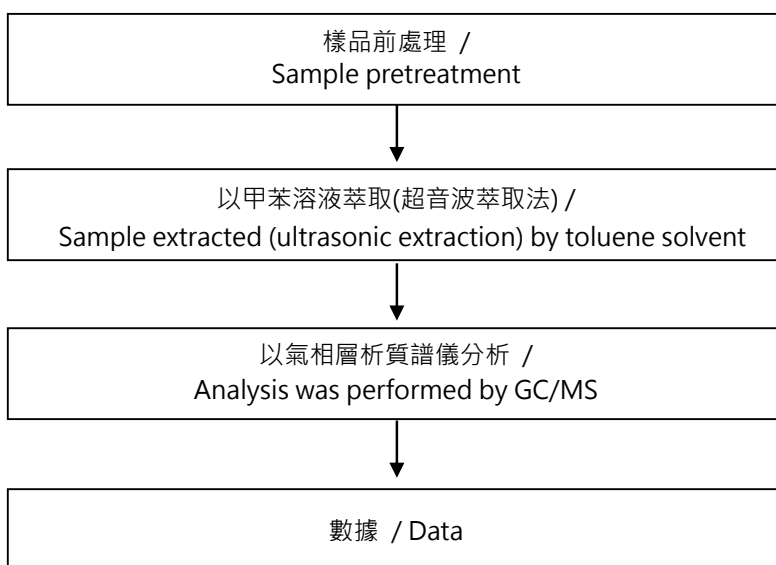 樣品前處理 /
Sample pretreatment
以甲苯溶液萃取(超音波萃取法) /
Sample extracted (ultrasonic extraction) by toluene solvent
以氣相層析質譜儀分析 /
Analysis was performed by GC/MS
數據 / Data